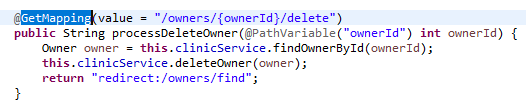 @GetMapping(value = "/owners/{ownerId}/delete")
public String processDeleteOwner(@PathVariable("ownerId") int ownerId) {
Owner owner = this.clinicService.findOwnerById(ownerId);
this.clinicService.deleteOwner(owner);
return "redirect:/owners/find";
}